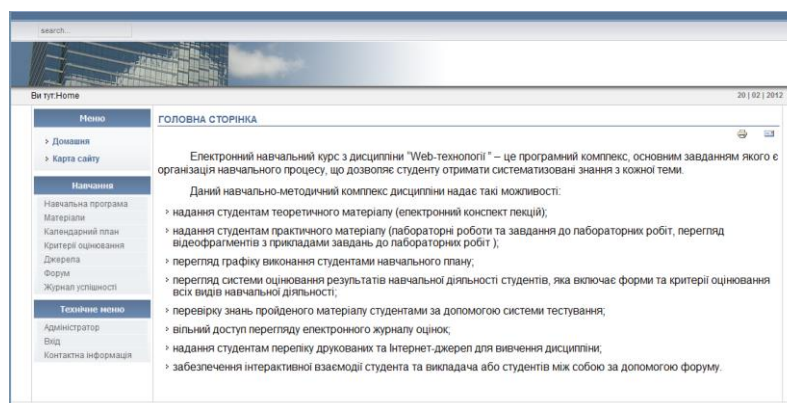 search...
Ви тут:Home
20 | 02 | 2012
Меню
> Домашня
> Карта сайту
Навчання
Навчальна програма
Матеріали
Календарний план
Критерії оцінювання
Джерела
Форум
Журнал успішності
Технічне меню
Адміністратор
Вхід
Контактна інформація
ГОЛОВНА СТОРІНКА
Електронний навчальний курс з дисципліни "Web-технології " – це програмний комплекс, основним завданням якого є
організація навчального процесу, що дозволяє студенту отримати систематизовані знання з кожної теми.
Даний навчально-методичний комплекс дисципліни надає такі можливості:
> надання студентам теоретичного матеріалу (електронний конспект лекцій);
> надання студентам практичного матеріалу (лабораторні роботи та завдання до лабораторних робіт, перегляд
відеофрагментів з прикладами завдань до лабораторних робіт );
> перегляд графіку виконання студентами навчального плану;
> перегляд системи оцінювання результатів навчальної діяльності студентів, яка включає форми та критерії оцінювання
всіх видів навчальної діяльності;
> перевірку знань пройденого матеріалу студентами за допомогою системи тестування;
> вільний доступ перегляду електронного журналу оцінок;
> надання студентам переліку друкованих та Інтернет-джерел для вивчення дисципліни;
> забезпечення інтерактивної взаємодії студента та викладача або студентів між собою за допомогою форуму.